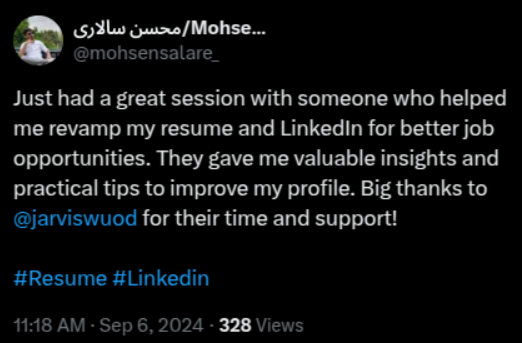 محسن سالاری/Mohse...
@mohsensalare_
Just had a great session with someone who helped
me revamp my resume and LinkedIn for better job
opportunities. They gave me valuable insights and
practical tips to improve my profile. Big thanks to
@jarviswuod for their time and support!
#Resume #Linkedin
11:18 AM · Sep 6, 2024 · 328 Views